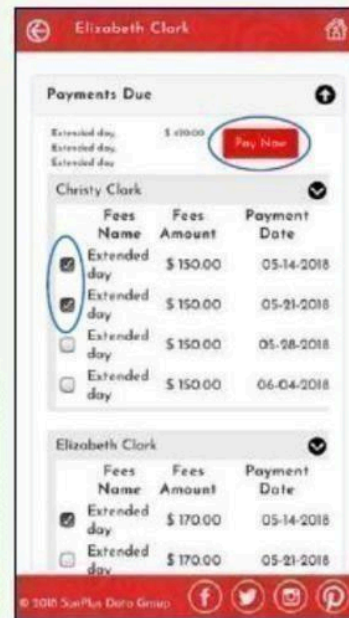 Elizabeth Clark
Payments Due
Extended day,
Extended day,
Extended day
$ 470.00
Pay Now
Christy Clark
Fees Name Fees Amount Payment Date
Extended day $ 150.00 05-14-2018
Extended day $ 150.00 05-21-2018
Extended day $ 150.00 05-28-2018
Extended day $ 150.00 06-04-2018
Elizabeth Clark
Fees Name Fees Amount Payment Date
Extended day $ 170.00 05-14-2018
Extended day $ 170.00 05-21-2018
© 2018 SunPlus Data Group